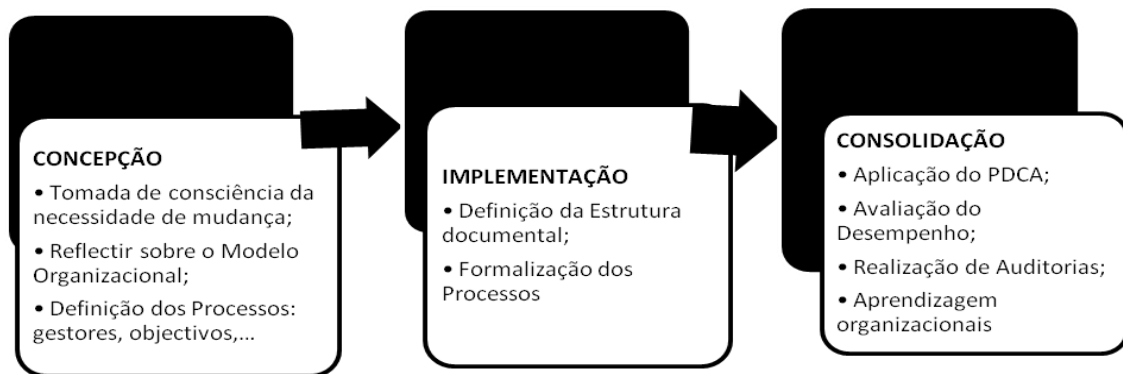 CONCEPÇÃO
• Tomada de consciência da
necessidade de mudança;
• Reflectir sobre o Modelo
Organizacional;
• Definição dos Processos:
gestores, objectivos,...
IMPLEMENTAÇÃO
• Definição da Estrutura
documental;
• Formalização dos
Processos
CONSOLIDAÇÃO
• Aplicação do PDCA;
• Avaliação do
Desempenho;
• Realização de Auditorias;
• Aprendizagem
organizacionais